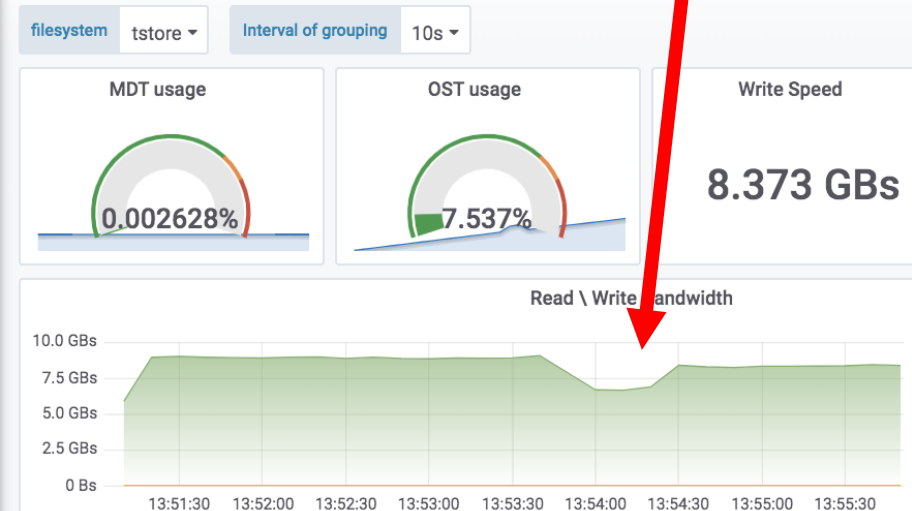 filesystem tstore Interval of grouping 10s
MDT usage OST usage Write Speed
0.002628% 7.537% 8.373 GBs
Read \ Write andwidth
10.0 GBs
7.5 GBs
5.0 GBs
2.5 GBs
0 Bs
13:51:30 13:52:00 13:52:30 13:53:00 13:53:30 13:54:00 13:54:30 13:55:00 13:55:30